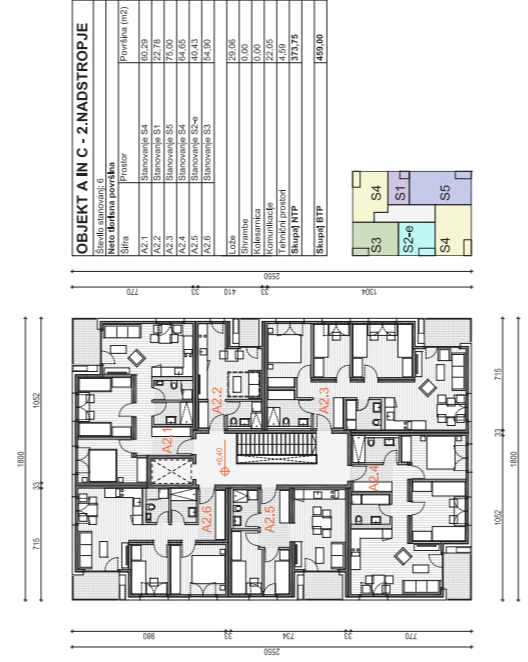 OBJEKT A IN C - 2.NADSTROPJE
Število stanovanj: 6
Neto tlorisna površina
Šifra Prostor Površina (m2)
A2.1 Stanovanje S4 60,29
A2.2 Stanovanje S1 22,78
A2.3 Stanovanje S5 75,00
A2.4 Stanovanje S4 64,65
A2.5 Stanovanje S2-e 40,43
A2.6 Stanovanje S3 54,90
Lože 29,06
Shrambe 0,00
Kolesarnica 0,00
Komunikacije 22,05
Tehnični prostori 4,59
Skupaj NTP 373,75
Skupaj BTP 459,00
S4
S1
S5
S3
S2-e
S4
2550
770
33
410
33
1304
1800
1052
33
715
A2.1
A2.2
A2.3
A2.4
A2.5
A2.6
+6,40
715
33
1052
1800
980
33
734
33
770
2550